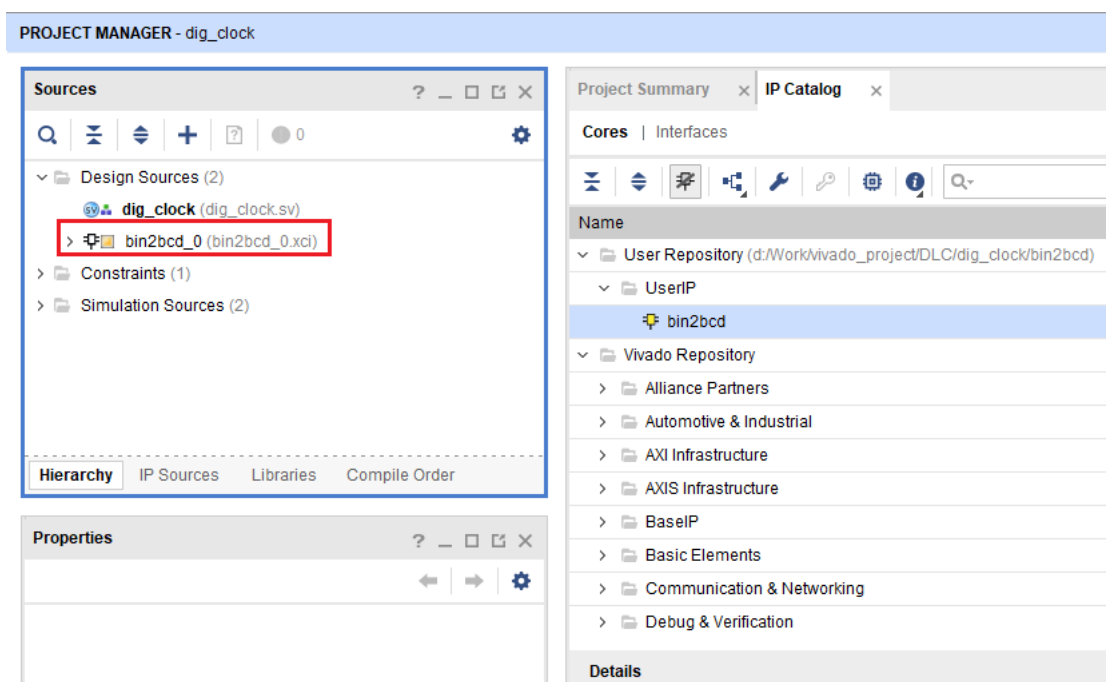 PROJECT MANAGER - dig_clock
Sources
? _
0
Design Sources (2)
dig_clock (dig_clock.sv)
bin2bcd_0 (bin2bcd_0.xci)
Constraints (1)
Simulation Sources (2)
Hierarchy IP Sources Libraries Compile Order
Properties
? _
Project Summary IP Catalog
Cores | Interfaces
Name
User Repository (d:/Work/vivado_project/DLC/dig_clock/bin2bcd)
UserIP
bin2bcd
Vivado Repository
Alliance Partners
Automotive & Industrial
AXI Infrastructure
AXIS Infrastructure
BaseIP
Basic Elements
Communication & Networking
Debug & Verification
Details